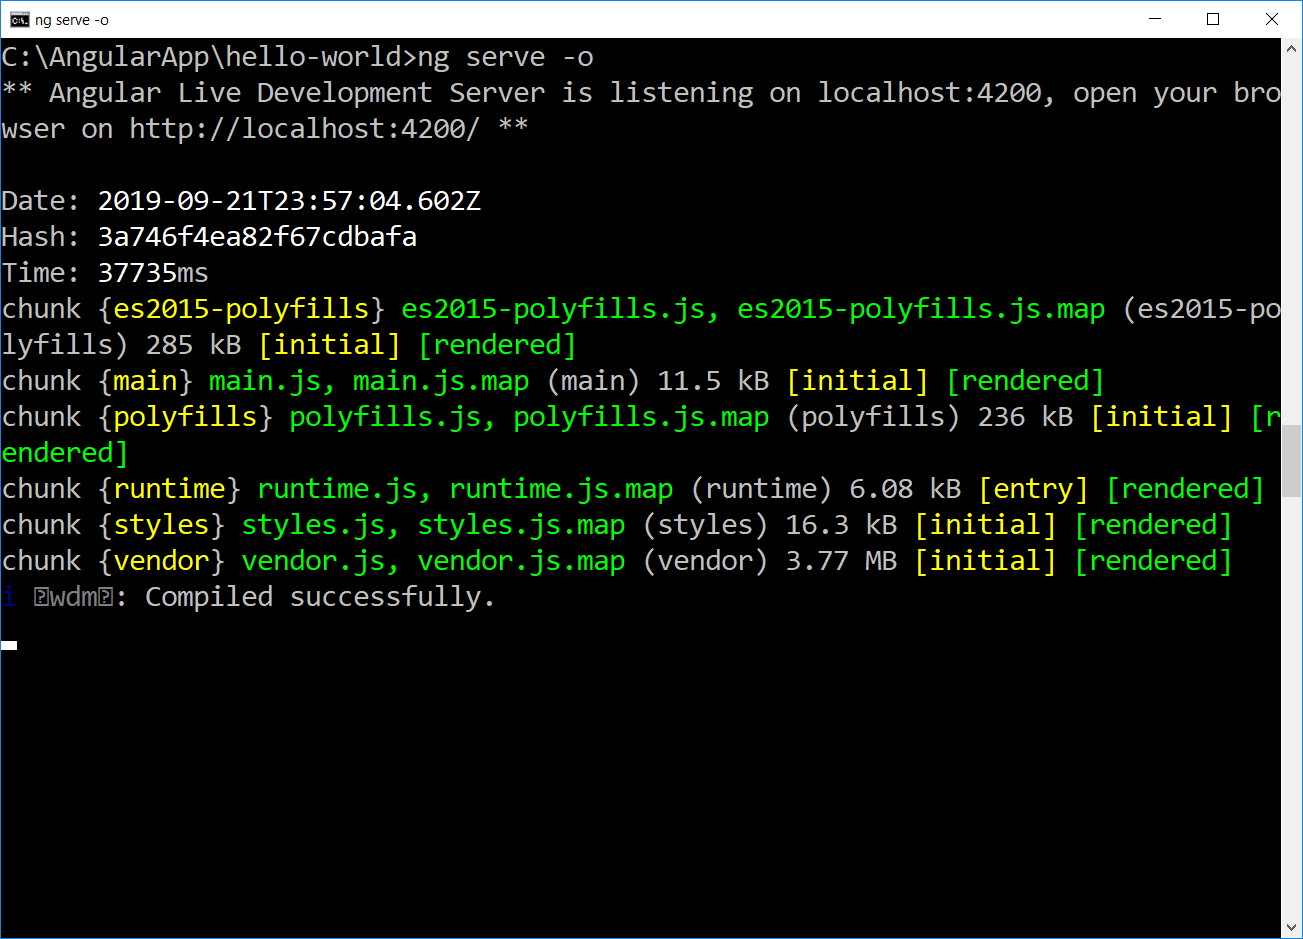 ng serve -o
C:\AngularApp\hello-world>ng serve -o
** Angular Live Development Server is listening on localhost:4200, open your bro
wser on http://localhost:4200/ **
Date: 2019-09-21T23:57:04.602Z
Hash: 3a746f4ea82f67cdbafa
Time: 37735ms
chunk {es2015-polyfills} es2015-polyfills.js, es2015-polyfills.js.map (es2015-po
lyfills) 285 kB [initial] [rendered]
chunk {main} main.js, main.js.map (main) 11.5 kB [initial] [rendered]
chunk {polyfills} polyfills.js, polyfills.js.map (polyfills) 236 kB [initial] [r
endered]
chunk {runtime} runtime.js, runtime.js.map (runtime) 6.08 kB [entry] [rendered]
chunk {styles} styles.js, styles.js.map (styles) 16.3 kB [initial] [rendered]
chunk {vendor} vendor.js, vendor.js.map (vendor) 3.77 MB [initial] [rendered]
i �wdm�: Compiled successfully.